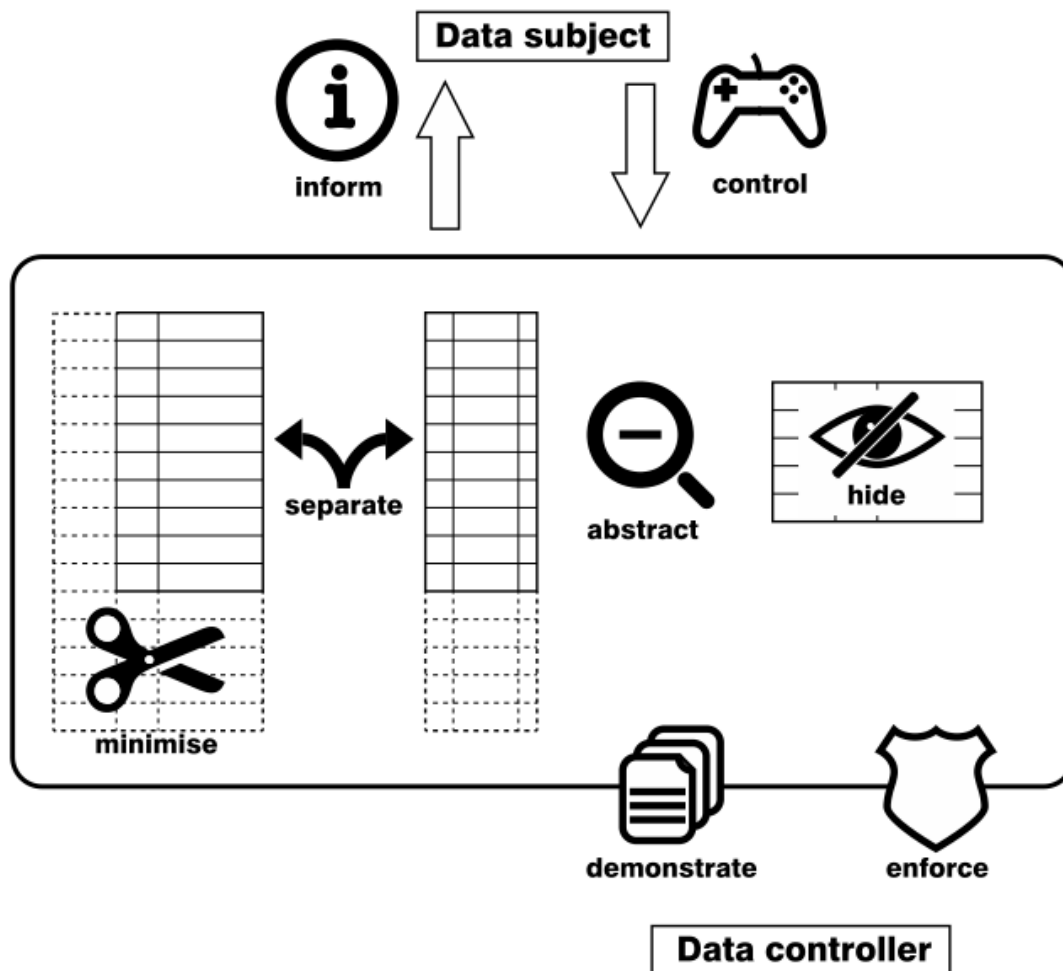 Data subject
inform
control
separate
abstract
hide
minimise
demonstrate
enforce
Data controller